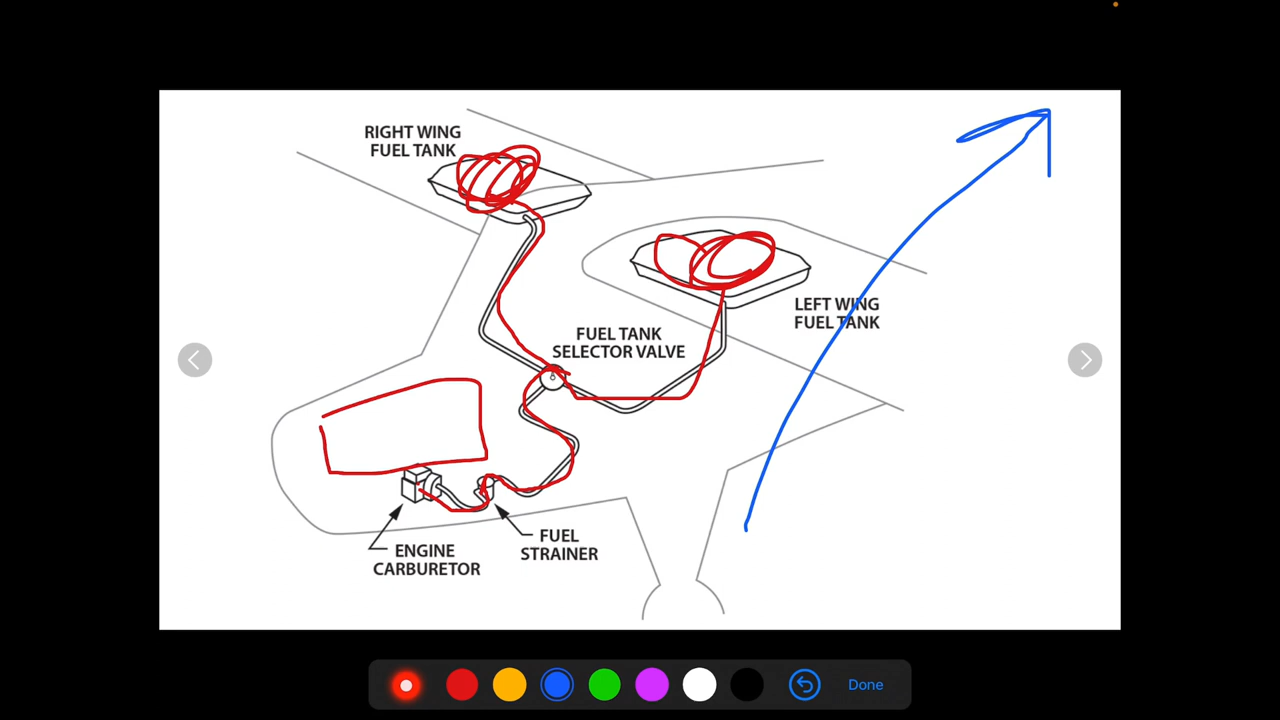 RIGHT WING
FUEL TANK
LEFT WING
FUEL TANK
FUEL TANK
SELECTOR VALVE
ENGINE
CARBURETOR
FUEL
STRAINER
Done